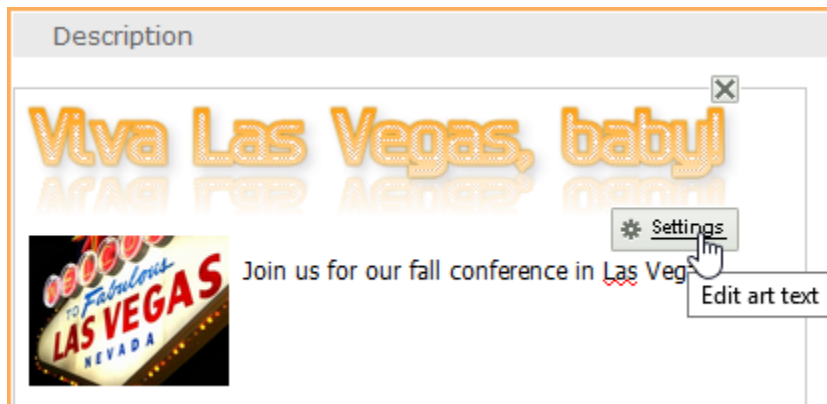 Description
Viva Las Vegas, baby!
Settings
Join us for our fall conference in Las Veg
Edit art text
TO Fabulous
LAS VEGAS
NEVADA